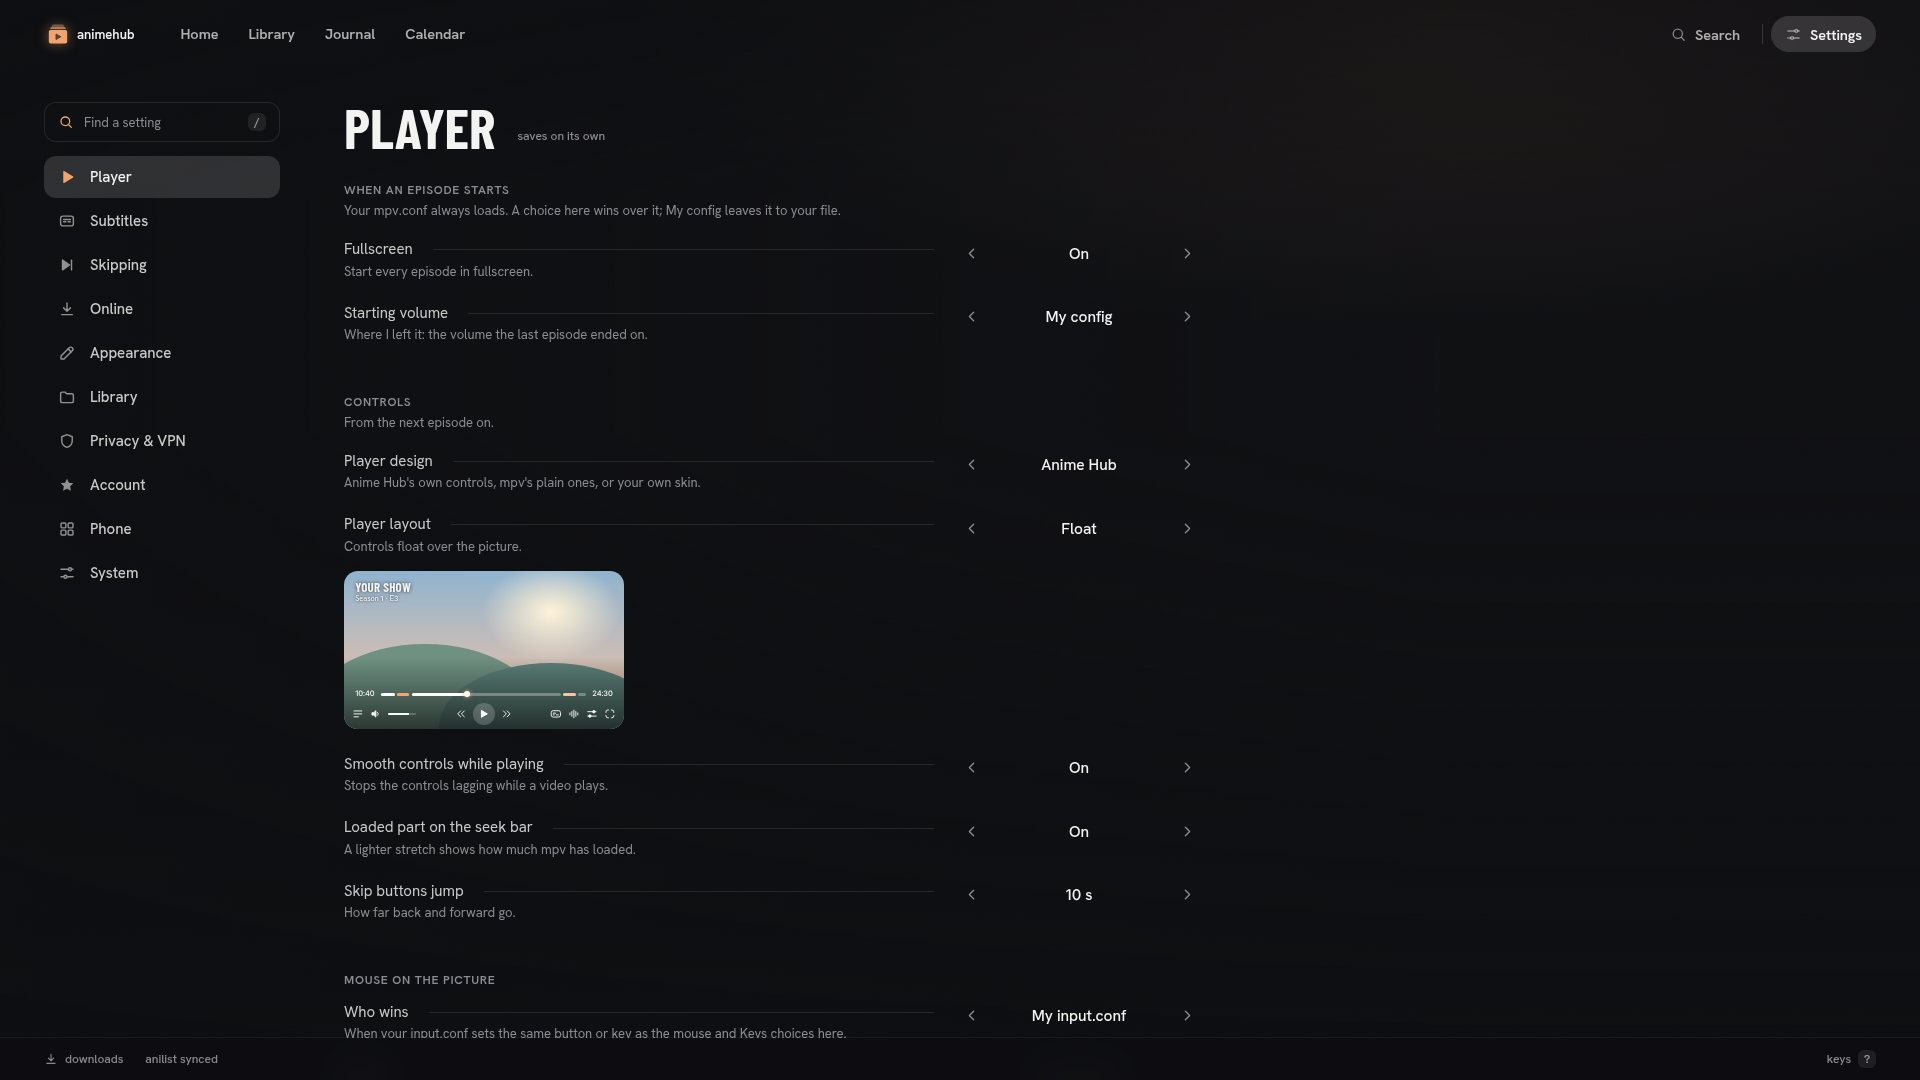 animehub
Home
Library
Journal
Calendar
Search
Settings
Find a setting
/
Player
Subtitles
Skipping
Online
Appearance
Library
Privacy & VPN
Account
Phone
System
PLAYER
saves on its own
WHEN AN EPISODE STARTS
Your mpv.conf always loads. A choice here wins over it; My config leaves it to your file.
Fullscreen
On
Start every episode in fullscreen.
Starting volume
My config
Where I left it: the volume the last episode ended on.
CONTROLS
From the next episode on.
Player design
Anime Hub
Anime Hub's own controls, mpv's plain ones, or your own skin.
Player layout
Float
Controls float over the picture.
YOUR SHOW
Season 1 · E3
10:40
24:30
Smooth controls while playing
On
Stops the controls lagging while a video plays.
Loaded part on the seek bar
On
A lighter stretch shows how much mpv has loaded.
Skip buttons jump
10 s
How far back and forward go.
MOUSE ON THE PICTURE
Who wins
My input.conf
When your input.conf sets the same button or key as the mouse and Keys choices here.
downloads
anilist synced
keys ?